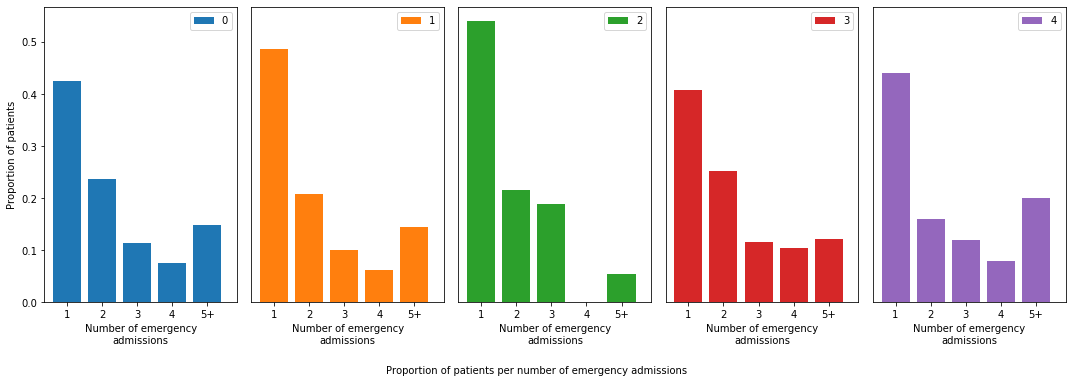 0
1
2
3
4
0.5
0.4
0.3
0.2
0.1
0.0
Proportion of patients
1 2 3 4 5+
1 2 3 4 5+
1 2 3 4 5+
1 2 3 4 5+
1 2 3 4 5+
Number of emergency
admissions
Number of emergency
admissions
Number of emergency
admissions
Number of emergency
admissions
Number of emergency
admissions
Proportion of patients per number of emergency admissions